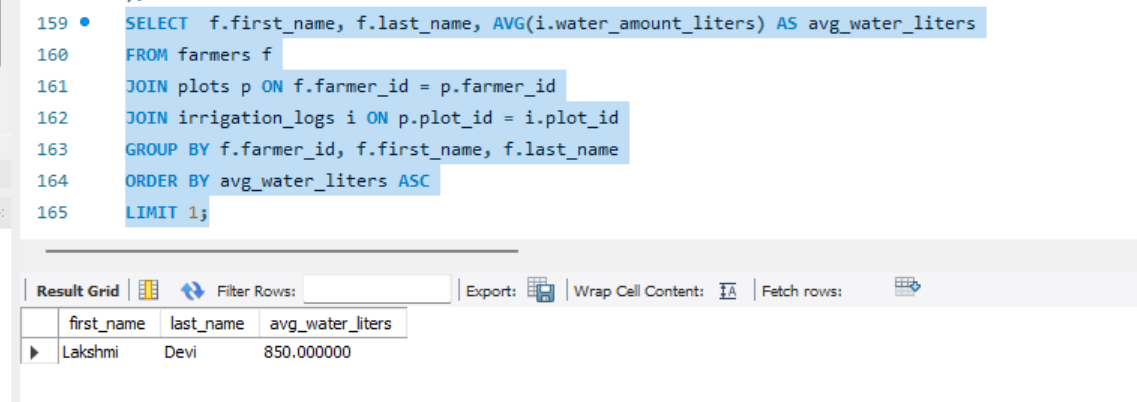 159 SELECT  f.first_name, f.last_name, AVG(i.water_amount_liters) AS avg_water_liters
160 FROM farmers f
161 JOIN plots p ON f.farmer_id = p.farmer_id
162 JOIN irrigation_logs i ON p.plot_id = i.plot_id
163 GROUP BY f.farmer_id, f.first_name, f.last_name
164 ORDER BY avg_water_liters ASC
165 LIMIT 1;
Result Grid Filter Rows: Export: Wrap Cell Content: Fetch rows:
first_name last_name avg_water_liters
Lakshmi Devi 850.000000